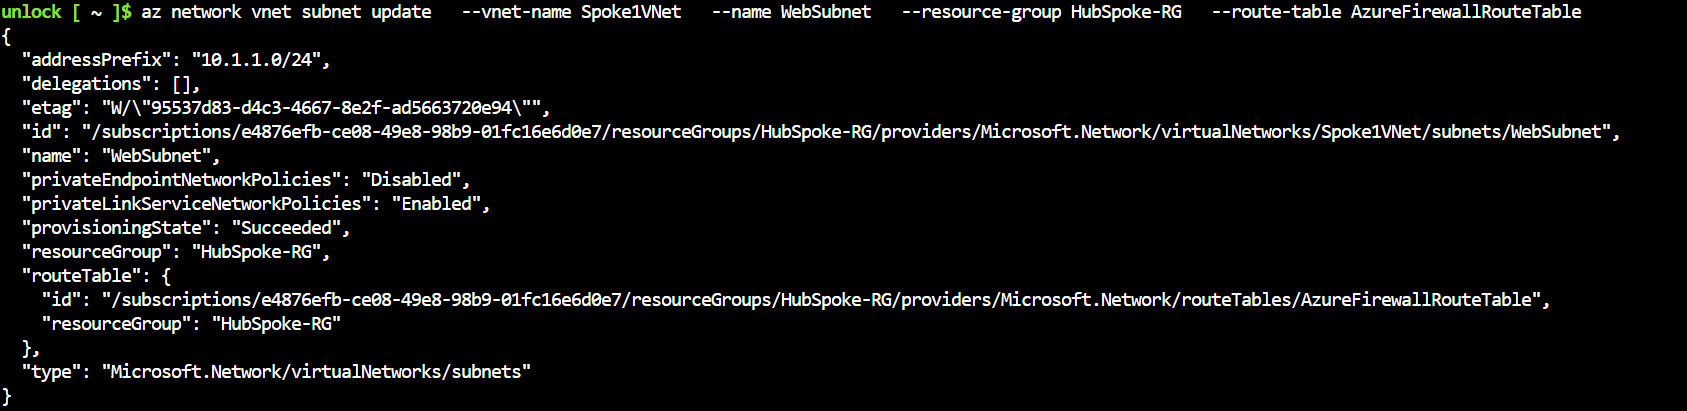 unlock [ ~ ]$ az network vnet subnet update   --vnet-name Spoke1VNet   --name WebSubnet   --resource-group HubSpoke-RG   --route-table AzureFirewallRouteTable
{
  "addressPrefix": "10.1.1.0/24",
  "delegations": [],
  "etag": "W/\"95537d83-d4c3-4667-8e2f-ad5663720e94\"",
  "id": "/subscriptions/e4876efb-ce08-49e8-98b9-01fc16e6d0e7/resourceGroups/HubSpoke-RG/providers/Microsoft.Network/virtualNetworks/Spoke1VNet/subnets/WebSubnet",
  "name": "WebSubnet",
  "privateEndpointNetworkPolicies": "Disabled",
  "privateLinkServiceNetworkPolicies": "Enabled",
  "provisioningState": "Succeeded",
  "resourceGroup": "HubSpoke-RG",
  "routeTable": {
    "id": "/subscriptions/e4876efb-ce08-49e8-98b9-01fc16e6d0e7/resourceGroups/HubSpoke-RG/providers/Microsoft.Network/routeTables/AzureFirewallRouteTable",
    "resourceGroup": "HubSpoke-RG"
  },
  "type": "Microsoft.Network/virtualNetworks/subnets"
}